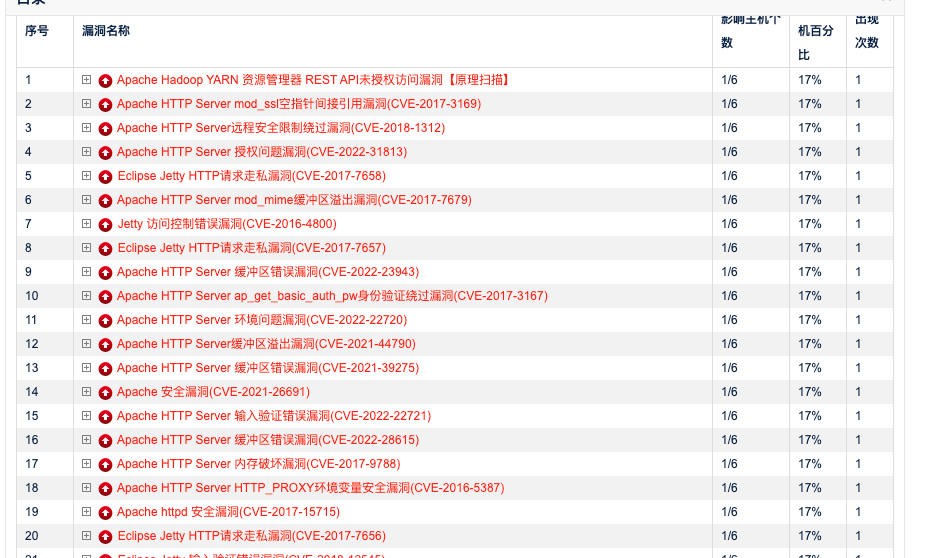 目录
序号 漏洞名称 影响主机个数 机百分比 出现次数
1 Apache Hadoop YARN 资源管理器 REST API未授权访问漏洞【原理扫描】 1/6 17% 1
2 Apache HTTP Server mod_ssl空指针间接引用漏洞(CVE-2017-3169) 1/6 17% 1
3 Apache HTTP Server远程安全限制绕过漏洞(CVE-2018-1312) 1/6 17% 1
4 Apache HTTP Server 授权问题漏洞(CVE-2022-31813) 1/6 17% 1
5 Eclipse Jetty HTTP请求走私漏洞(CVE-2017-7658) 1/6 17% 1
6 Apache HTTP Server mod_mime缓冲区溢出漏洞(CVE-2017-7679) 1/6 17% 1
7 Jetty 访问控制错误漏洞(CVE-2016-4800) 1/6 17% 1
8 Eclipse Jetty HTTP请求走私漏洞(CVE-2017-7657) 1/6 17% 1
9 Apache HTTP Server 缓冲区错误漏洞(CVE-2022-23943) 1/6 17% 1
10 Apache HTTP Server ap_get_basic_auth_pw身份验证绕过漏洞(CVE-2017-3167) 1/6 17% 1
11 Apache HTTP Server 环境问题漏洞(CVE-2022-22720) 1/6 17% 1
12 Apache HTTP Server缓冲区溢出漏洞(CVE-2021-44790) 1/6 17% 1
13 Apache HTTP Server 缓冲区错误漏洞(CVE-2021-39275) 1/6 17% 1
14 Apache 安全漏洞(CVE-2021-26691) 1/6 17% 1
15 Apache HTTP Server 输入验证错误漏洞(CVE-2022-22721) 1/6 17% 1
16 Apache HTTP Server 缓冲区错误漏洞(CVE-2022-28615) 1/6 17% 1
17 Apache HTTP Server 内存破坏漏洞(CVE-2017-9788) 1/6 17% 1
18 Apache HTTP Server HTTP_PROXY环境变量安全漏洞(CVE-2016-5387) 1/6 17% 1
19 Apache httpd 安全漏洞(CVE-2017-15715) 1/6 17% 1
20 Eclipse Jetty HTTP请求走私漏洞(CVE-2017-7656) 1/6 17% 1